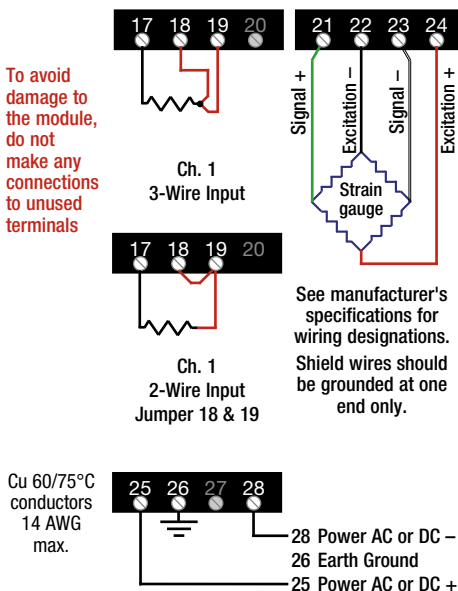 17 18 19 20
To avoid
damage to
the module,
do not
make any
connections
to unused
terminals
Ch. 1
3-Wire Input
21 22 23 24
Signal +
Excitation –
Signal –
Excitation +
Strain
gauge
17 18 19 20
Ch. 1
2-Wire Input
Jumper 18 & 19
See manufacturer's
specifications for
wiring designations.
Shield wires should
be grounded at one
end only.
Cu 60/75°C
conductors
14 AWG
max.
25 26 27 28
28 Power AC or DC –
26 Earth Ground
25 Power AC or DC +